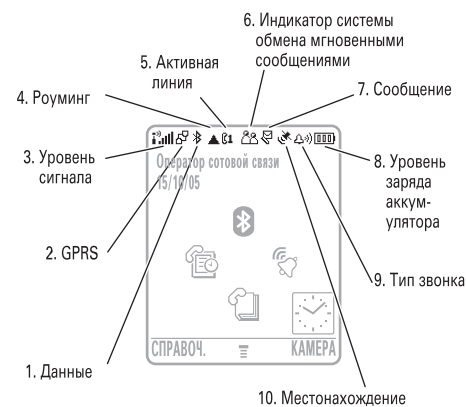 6. Индикатор системы
обмена мгновенными
сообщениями
5. Активная
линия
7. Сообщение
4. Роуминг
3. Уровень
сигнала
8. Уровень
заряда
аккум-
улятора
Оператор сотовой связи
15/10/05
2. GPRS
9. Тип звонка
1. Данные
СПРАВОЧ.
КАМЕРА
10. Местонахождение